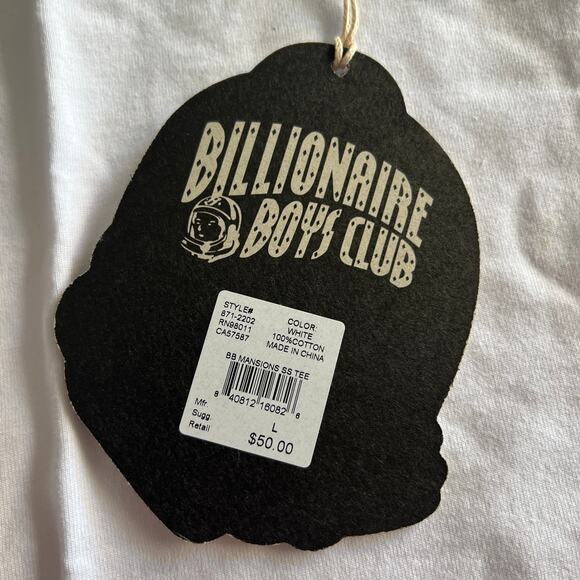 BILLIONAIRE
BOYS CLUB
STYLE#
871-2202
RN98011
CA57587
COLOR:
WHITE
100%COTTON
MADE IN CHINA
BB MANSIONS SS TEE
8 40812 16082 6
Mfr.
Sugg.
Retail
L
$50.00